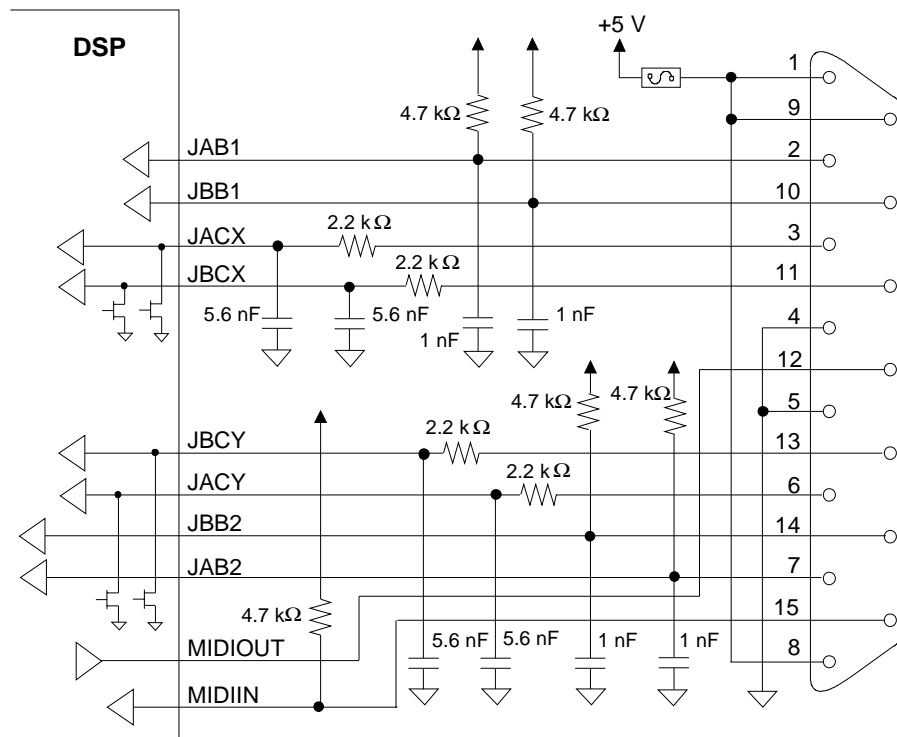 DSP
+5 V
1
4.7 kΩ
4.7 kΩ
9
JAB1
2
JBB1
10
2.2 kΩ
JACX
3
2.2 kΩ
JBCX
11
5.6 nF
5.6 nF
1 nF
1 nF
4
12
4.7 kΩ
4.7 kΩ
5
JBCY
2.2 kΩ
13
2.2 kΩ
JACY
6
JBB2
14
JAB2
7
4.7 kΩ
15
MIDIOUT
5.6 nF
5.6 nF
1 nF
1 nF
8
MIDIIN